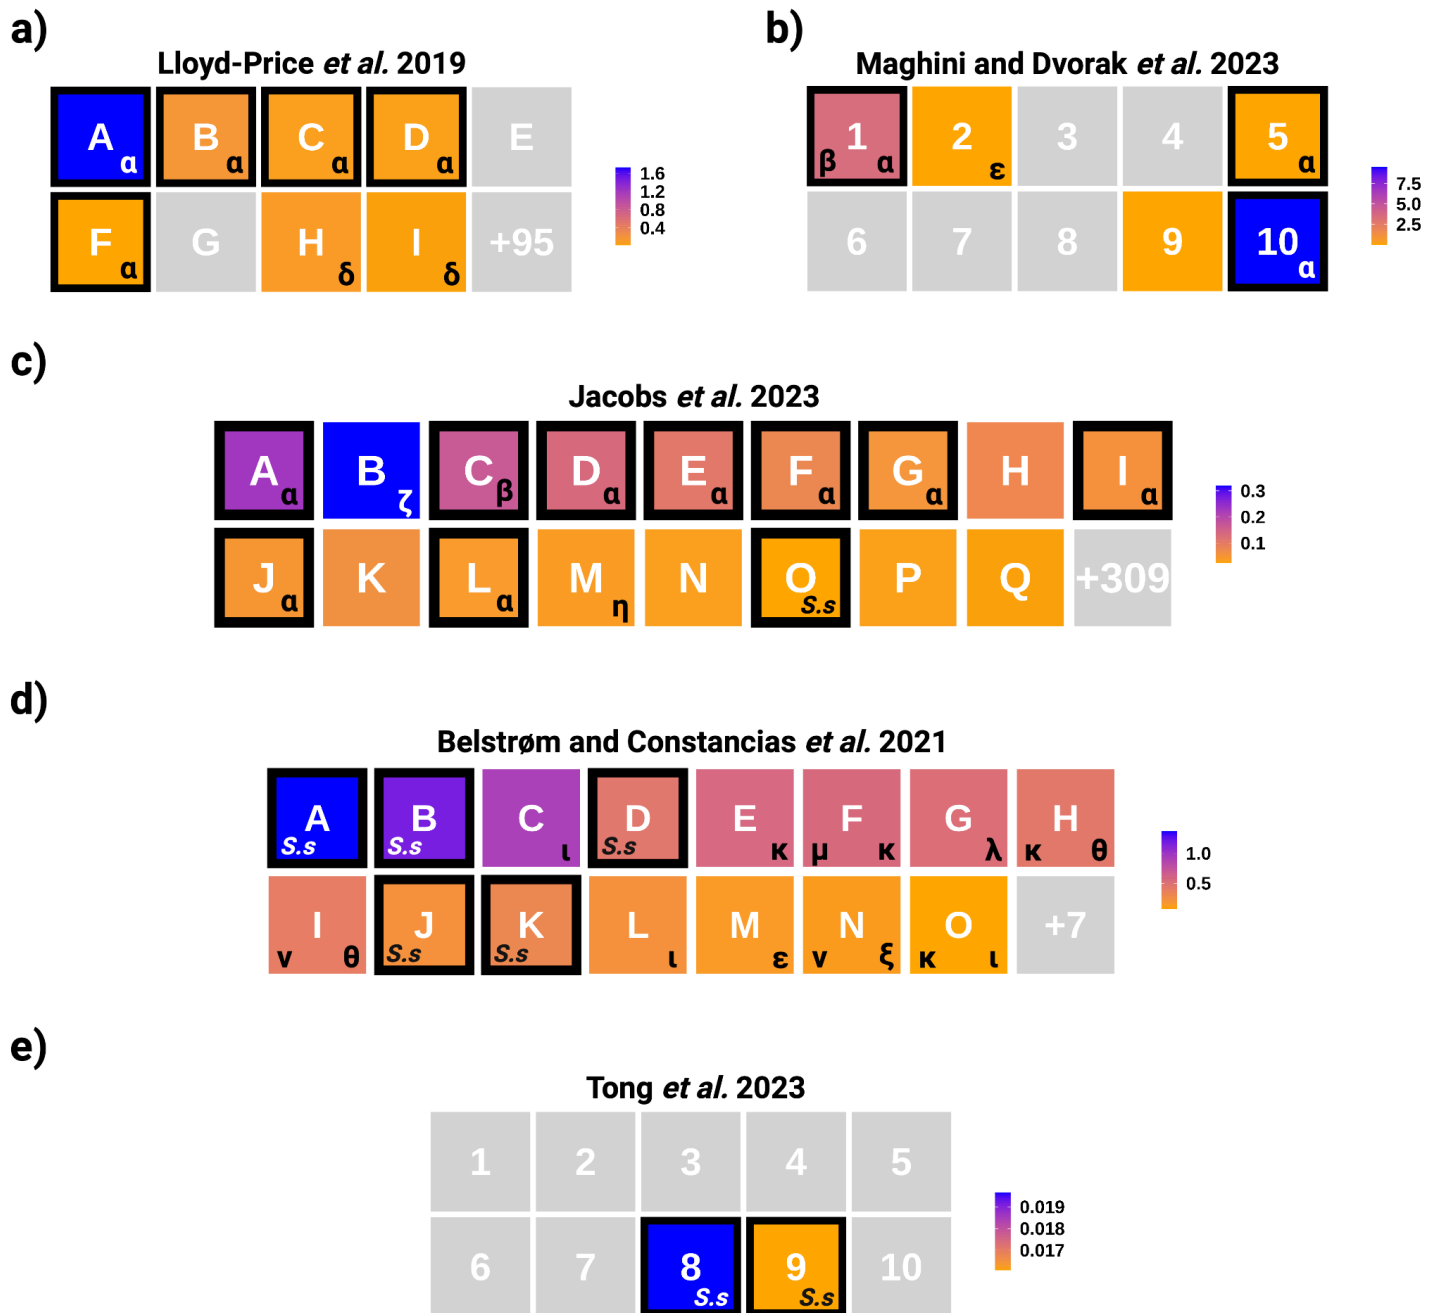 a)
Lloyd-Price et al. 2019
A α B α C α D α E
F α G H δ I δ +95
1.6
1.2
0.8
0.4
b)
Maghini and Dvorak et al. 2023
1 β α 2 ε 3 4 5 α
6 7 8 9 10 α
7.5
5.0
2.5
c)
Jacobs et al. 2023
A α B ζ C β D α E α F α G α H I α
J α K L α M η N O S.s P Q +309
0.3
0.2
0.1
d)
Belstrøm and Constancias et al. 2021
A S.s B S.s C ι D S.s E κ F μ κ G λ H κ θ
I ν θ J S.s K S.s L ι M ε N ν ξ O κ ι +7
1.0
0.5
e)
Tong et al. 2023
1 2 3 4 5
6 7 8 S.s 9 S.s 10
0.019
0.018
0.017